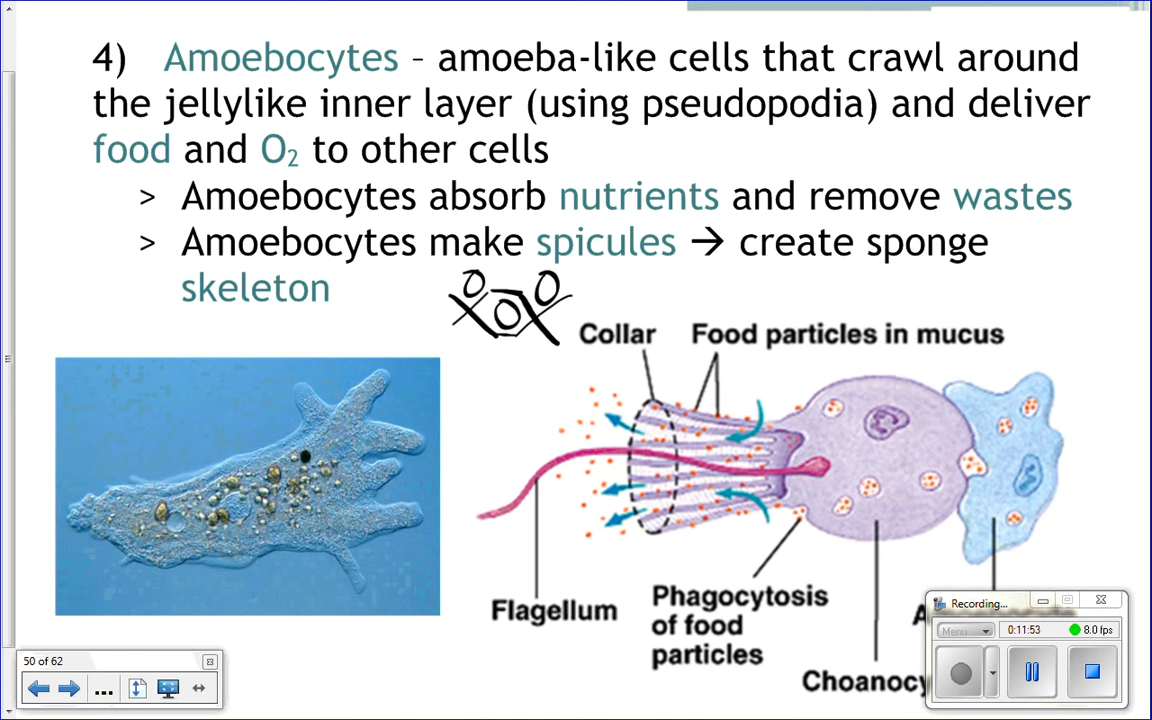 4) Amoebocytes – amoeba-like cells that crawl around
the jellylike inner layer (using pseudopodia) and deliver
food and O₂ to other cells
> Amoebocytes absorb nutrients and remove wastes
> Amoebocytes make spicules → create sponge
skeleton
Collar
Food particles in mucus
Flagellum
Phagocytosis
of food
particles
Recording...
Menu
0:11:53
8.0 fps
50 of 62
...